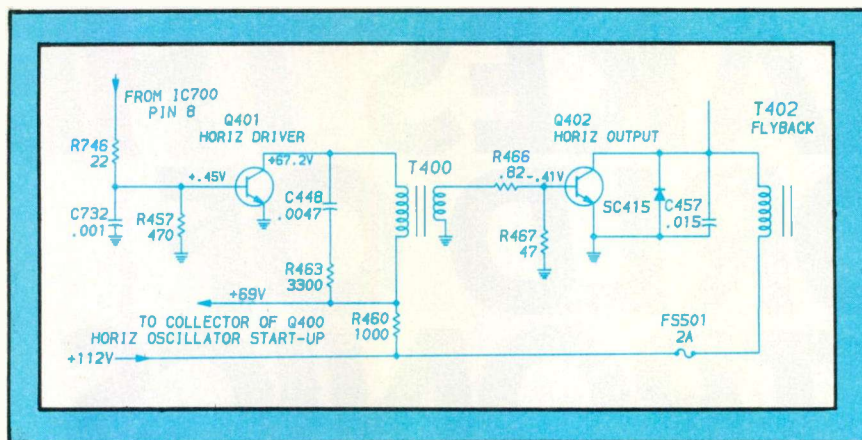 FROM IC700
PIN 8
R746
22
C732
.001
R457
470
+.45V
Q401
HORIZ DRIVER
+67.2V
C448
.0047
R463
3300
T400
+69V
TO COLLECTOR OF Q400
HORIZ OSCILLATOR START-UP
R460
1000
+112V
R466
.82
-.41V
R467
47
Q402
HORIZ OUTPUT
SC415
C457
.015
T402
FLYBACK
FS501
2A